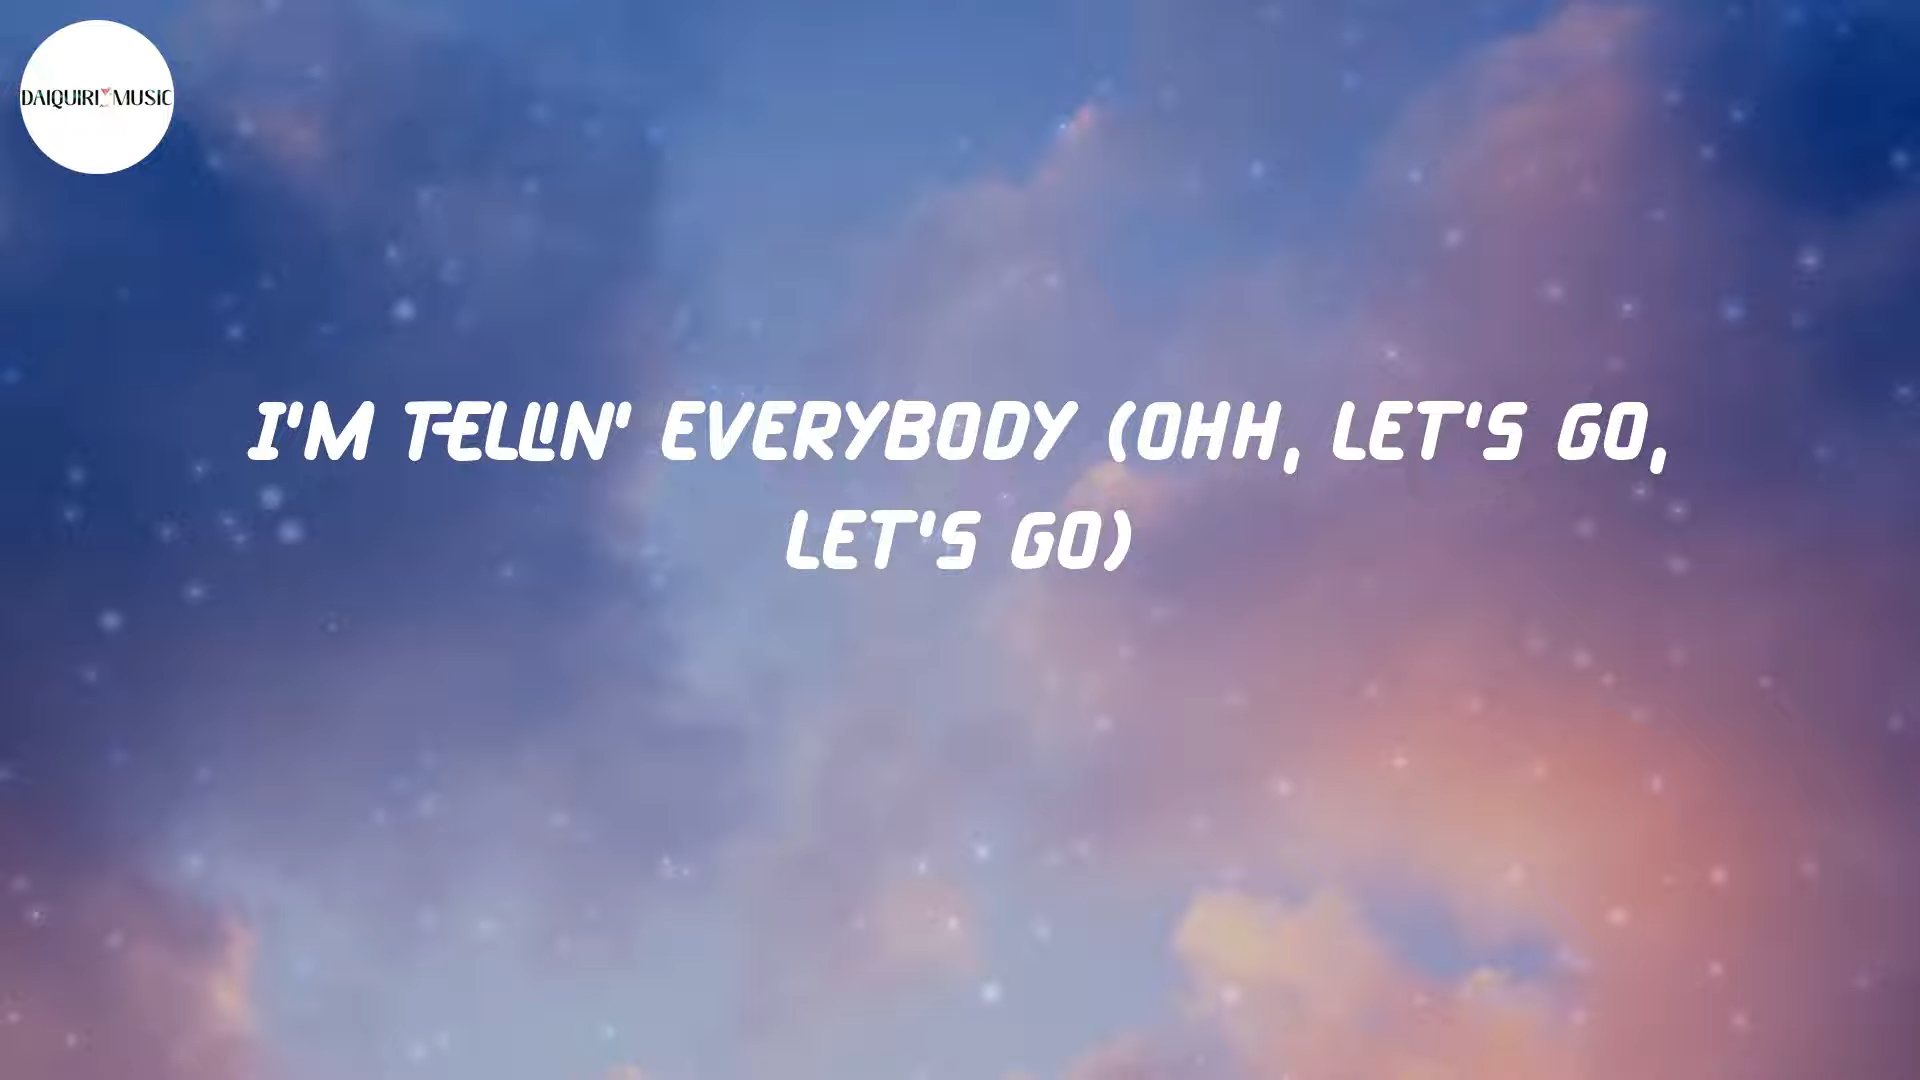 DAIQUIRI MUSIC
I'M TELLIN' EVERYBODY (OHH, LET'S GO,
LET'S GO)